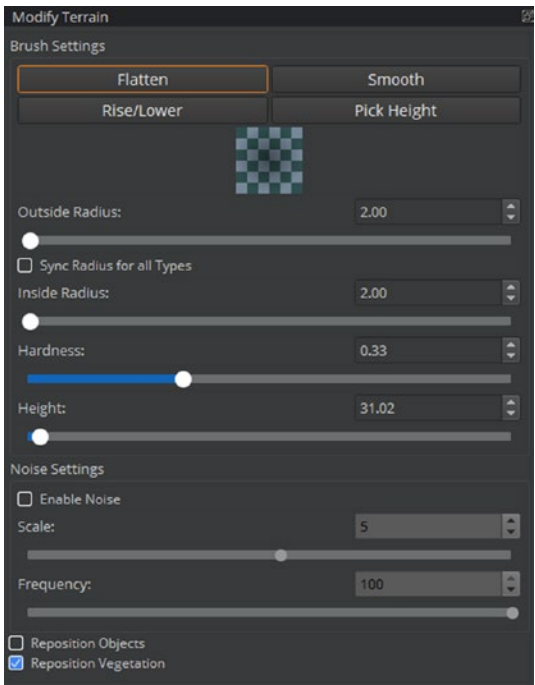 Modify Terrain
Brush Settings
Flatten Smooth
Rise/Lower Pick Height
Outside Radius: 2.00
Sync Radius for all Types
Inside Radius: 2.00
Hardness: 0.33
Height: 31.02
Noise Settings
Enable Noise
Scale: 5
Frequency: 100
Reposition Objects
Reposition Vegetation